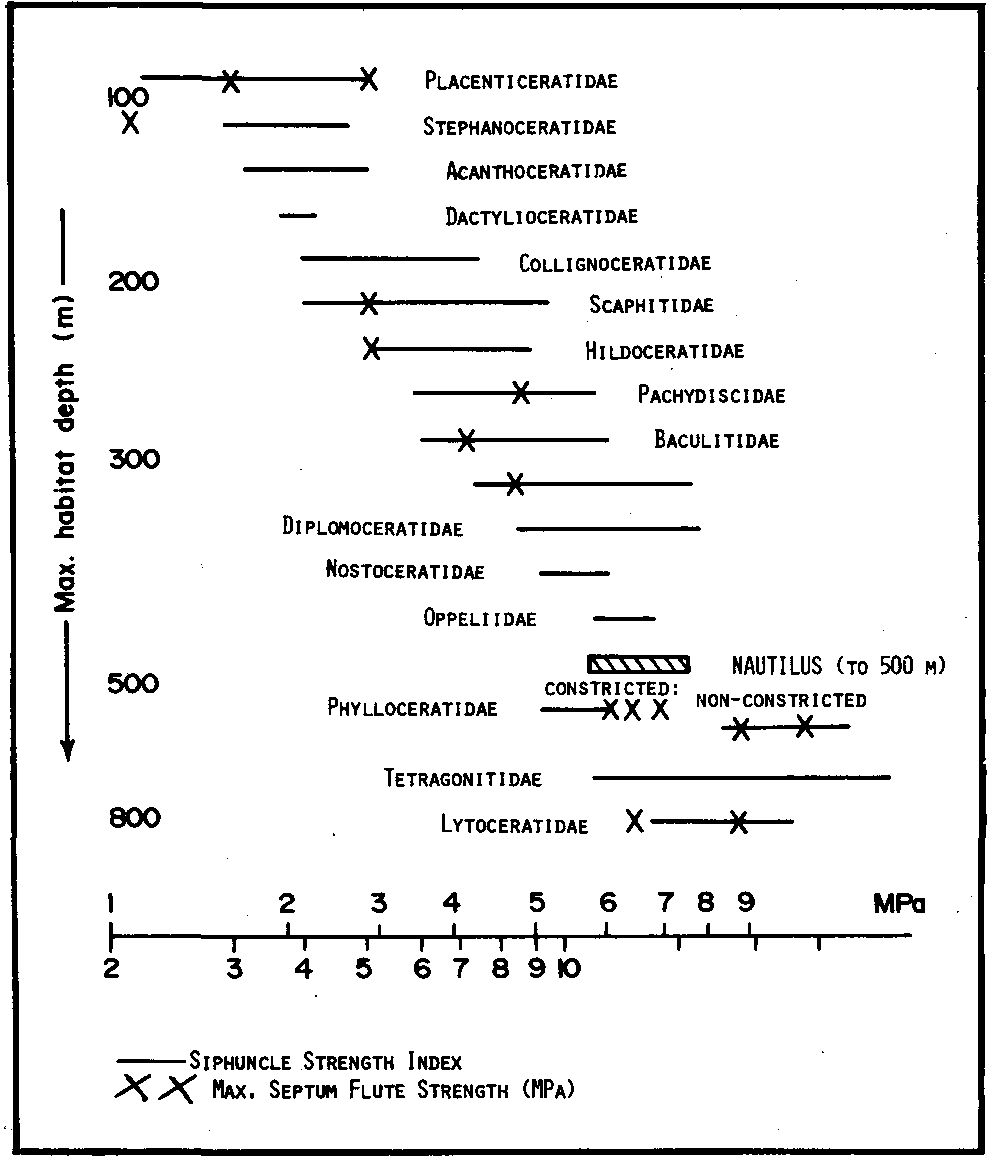 PLACENTICERATIDAE
100
X STEPHANOCERATIDAE
ACANTHOCERATIDAE
DACTYLIOCERATIDAE
COLLIGNOCERATIDAE
200
SCAPHITIDAE
HILDOCERATIDAE
PACHYDISCIDAE
BACULITIDAE
300
DIPLOMOCERATIDAE
NOSTOCERATIDAE
OPPELIIDAE
NAUTILUS (TO 500 M)
500
CONSTRICTED:
NON-CONSTRICTED
PHYLLOCERATIDAE
TETRAGONITIDAE
800
LYTOCERATIDAE
Max. habitat depth (m)
1 2 3 4 5 6 7 8 9 MPa
2 3 4 5 6 7 8 9 10
SIPHUNCLE STRENGTH INDEX
X X MAX. SEPTUM FLUTE STRENGTH (MPA)